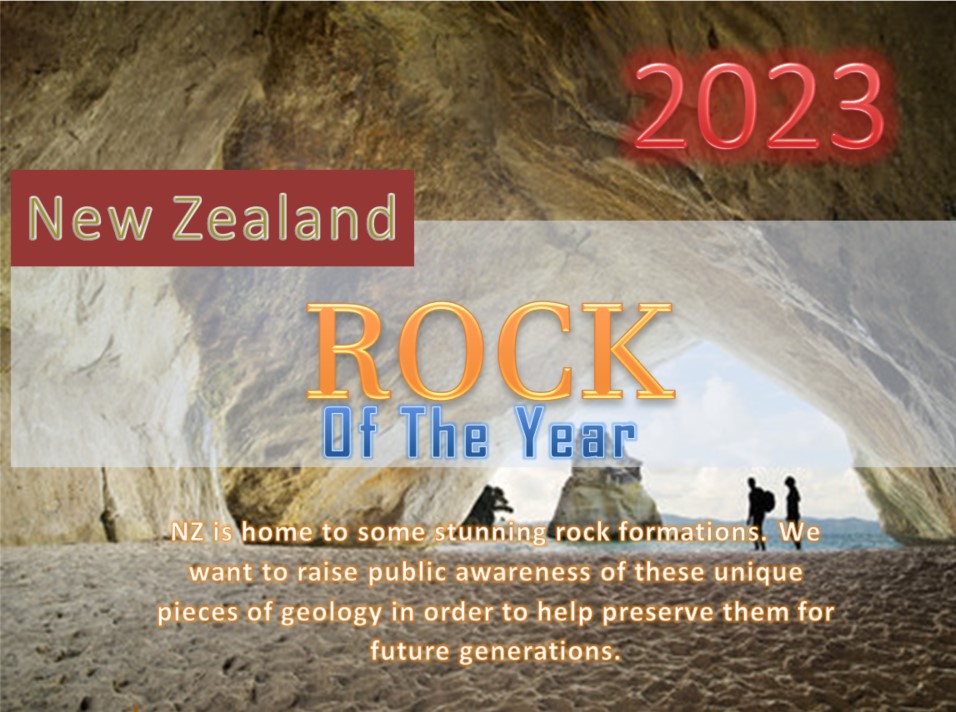 2023
New Zealand
ROCK
Of The Year
NZ is home to some stunning rock formations. We
want to raise public awareness of these unique
pieces of geology in order to help preserve them for
future generations.